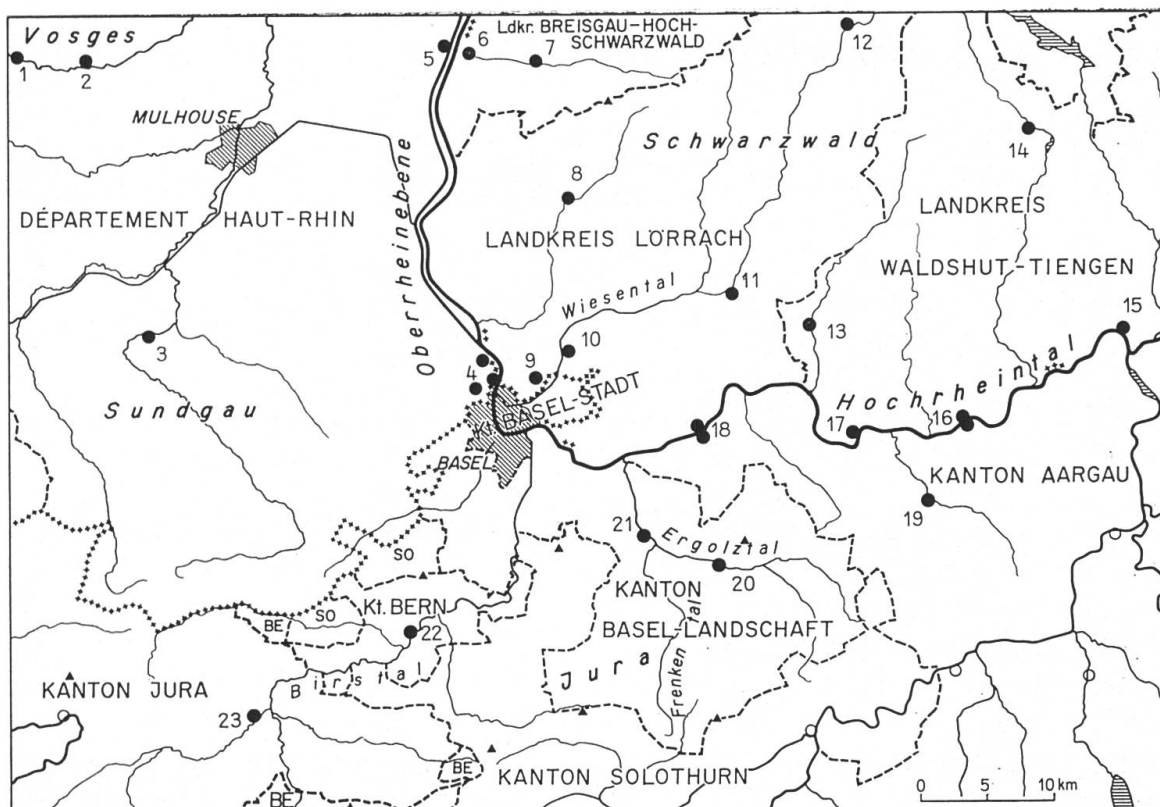 Vosges
1
2
5
6
Ldkr. BREISGAU-HOCH-
SCHWARZWALD
7
12
MULHOUSE
Schwarzwald
14
8
DÉPARTEMENT HAUT-RHIN
Oberrheinebene
LANDKREIS LÖRRACH
LANDKREIS
WALDSHUT-TIENGEN
Wiesental
11
13
15
3
10
9
4
Sundgau
Kt. BASEL-STADT
BASEL
Hochrheintal
18
17
16
KANTON AARGAU
19
21
Ergolztal
20
SO
KANTON
BASEL-LANDSCHAFT
Kt. BERN
BE
SO
22
Frenkental
Jura
Birstal
KANTON JURA
23
BE
KANTON SOLOTHURN
BE
0 5 10 km